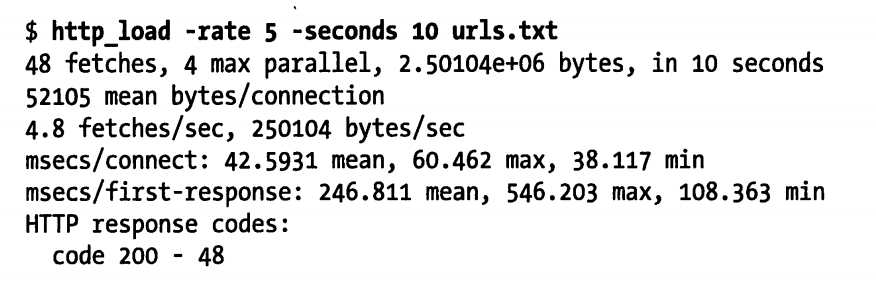 $ http_load -rate 5 -seconds 10 urls.txt
48 fetches, 4 max parallel, 2.50104e+06 bytes, in 10 seconds
52105 mean bytes/connection
4.8 fetches/sec, 250104 bytes/sec
msecs/connect: 42.5931 mean, 60.462 max, 38.117 min
msecs/first-response: 246.811 mean, 546.203 max, 108.363 min
HTTP response codes:
  code 200 - 48